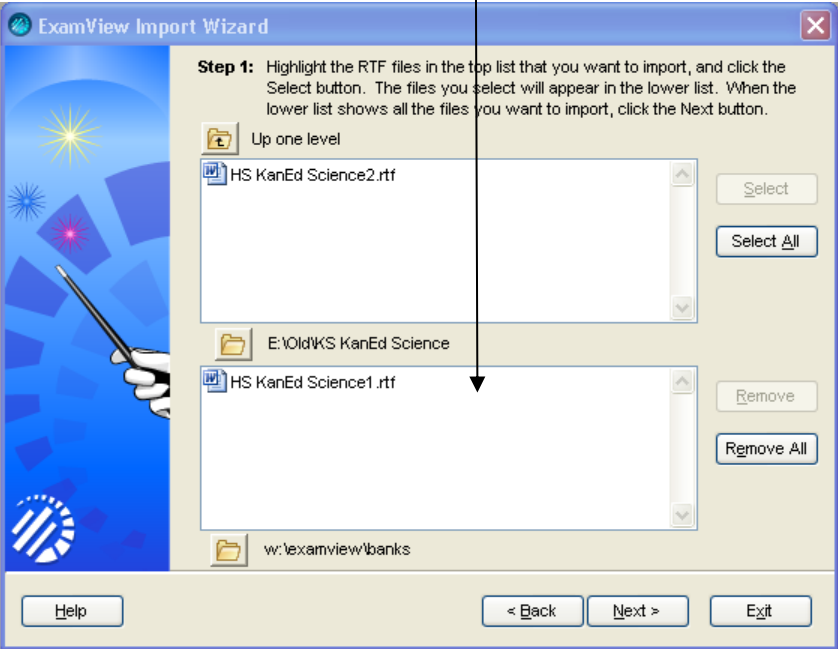 ExamView Import Wizard
Step 1: Highlight the RTF files in the top list that you want to import, and click the
Select button. The files you select will appear in the lower list. When the
lower list shows all the files you want to import, click the Next button.
Up one level
HS KanEd Science2.rtf
Select
Select All
E:\Old\KS KanEd Science
HS KanEd Science1.rtf
Remove
Remove All
w:\examview\banks
Help
< Back
Next >
Exit